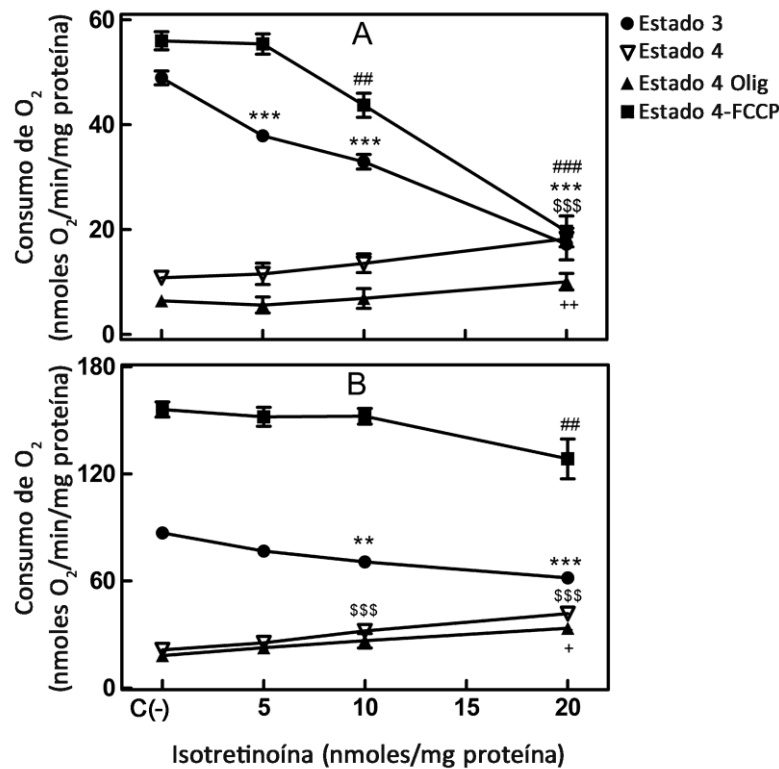 Consumo de O2
(nmoles O2/min/mg proteína)
60
40
20
0
A
***
##
***
###
***
$$$
++
Estado 3
Estado 4
Estado 4 Olig
Estado 4-FCCP
Consumo de O2
(nmoles O2/min/mg proteína)
180
120
60
0
B
##
**
***
$$$
$$$
+
C(-) 5 10 15 20
Isotretinoína (nmoles/mg proteína)